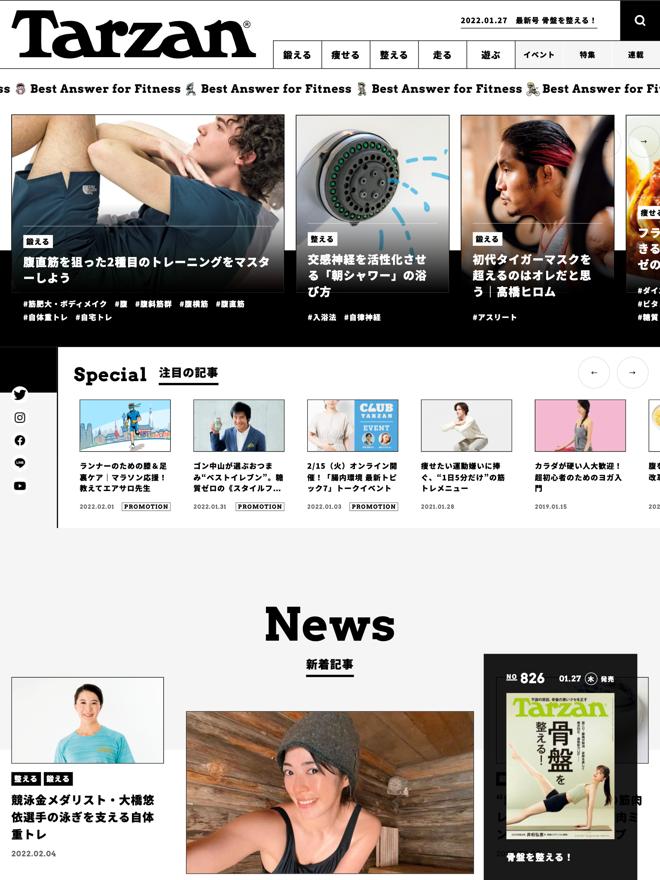 Tarzan®
2022.01.27 最新号 骨盤を整える!
鍛える 痩せる 整える 走る 遊ぶ イベント 特集 連載
ss Best Answer for Fitness Best Answer for Fitness Best Answer for Fitness Best Answer for Fi
鍛える
腹直筋を狙った2種目のトレーニングをマスタ
ーしよう
#筋肥大・ボディメイク #腹 #腹斜筋群 #腹横筋 #腹直筋
#自体重トレ #自宅トレ
整える
交感神経を活性化させ
る「朝シャワー」の浴
び方
#入浴法 #自律神経
鍛える
初代タイガーマスクを
超えるのはオレだと思
う|高橋ヒロム
#アスリート
痩せる
フラ
きる
ゼの
#ダイ
#ビタ
#糖質
Special 注目の記事
ランナーのための膝&足
裏ケア|マラソン応援!
教えてエアサロ先生
2022.02.01 PROMOTION
ゴン中山が選ぶおつま
み“ベストイレブン”。糖
質ゼロの《スタイルフ…
2022.01.31 PROMOTION
CLUB
TARZAN
EVENT
2/15(火)オンライン開
催!「腸内環境 最新トピ
ック7」トークイベント
2022.01.03 PROMOTION
痩せたい運動嫌いに捧
ぐ、“1日5分だけ”の筋
トレメニュー
2021.01.28
カラダが硬い人大歓迎!
超初心者のためのヨガ入
門
2019.01.15
News
新着記事
整える 鍛える
競泳金メダリスト・大橋悠
依選手の泳ぎを支える自体
重トレ
2022.02.04
NO 826 01.27 木 発売
Tarzan
骨盤を
整える!
骨盤を整える!